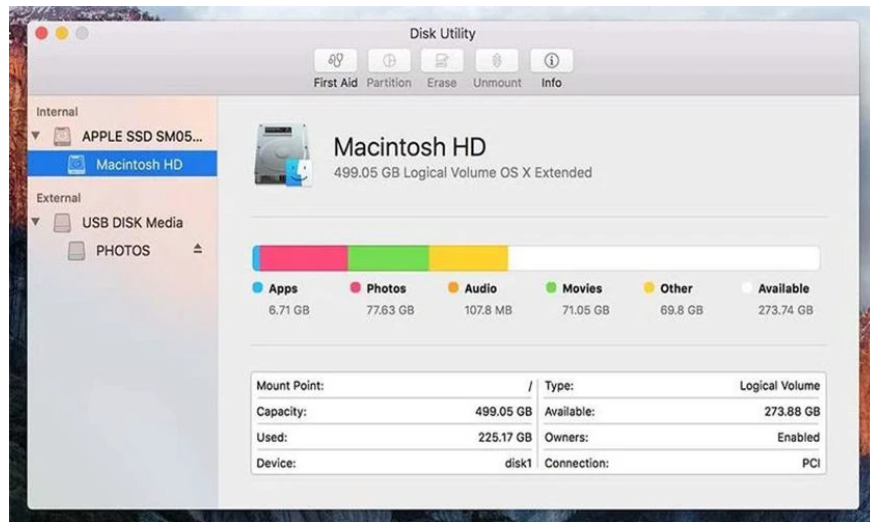 Disk Utility
First Aid Partition Erase Unmount Info
Internal
APPLE SSD SM05...
Macintosh HD
External
USB DISK Media
PHOTOS
Macintosh HD
499.05 GB Logical Volume OS X Extended
Apps Photos Audio Movies Other Available
6.71 GB 77.63 GB 107.8 MB 71.05 GB 69.8 GB 273.74 GB
Mount Point: / Type: Logical Volume
Capacity: 499.05 GB Available: 273.88 GB
Used: 225.17 GB Owners: Enabled
Device: disk1 Connection: PCI